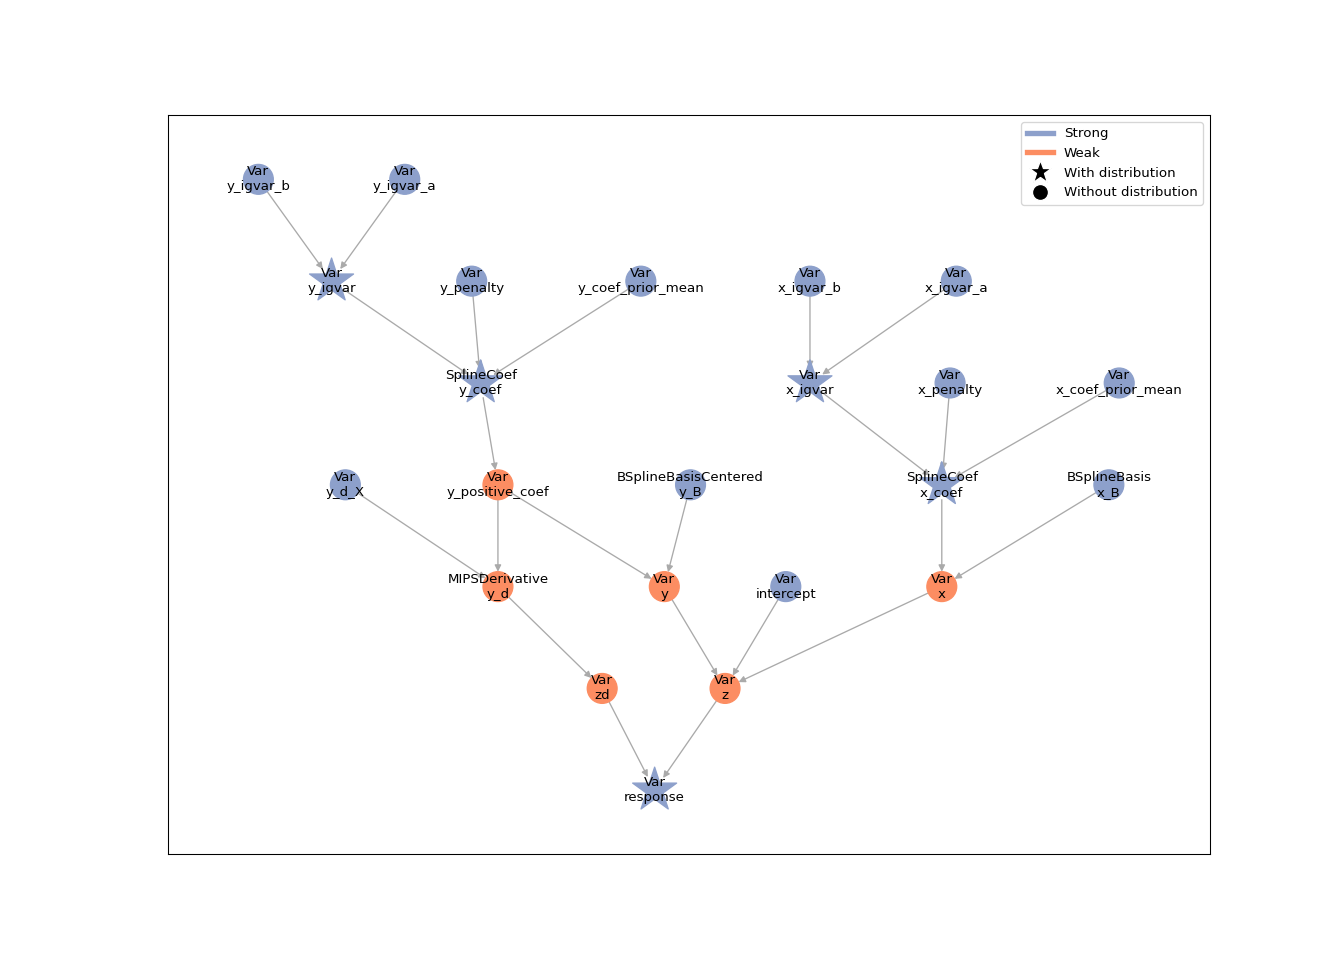 Strong
Weak
With distribution
Without distribution
Var
y_igvar_b
Var
y_igvar_a
Var
y_igvar
Var
y_penalty
Var
y_coef_prior_mean
Var
x_igvar_b
Var
x_igvar_a
SplineCoef
y_coef
Var
x_igvar
Var
x_penalty
Var
x_coef_prior_mean
Var
y_d_X
Var
y_positive_coef
BSplineBasisCentered
y_B
SplineCoef
x_coef
BSplineBasis
x_B
MIPSDerivative
y_d
Var
y
Var
intercept
Var
x
Var
zd
Var
z
Var
response